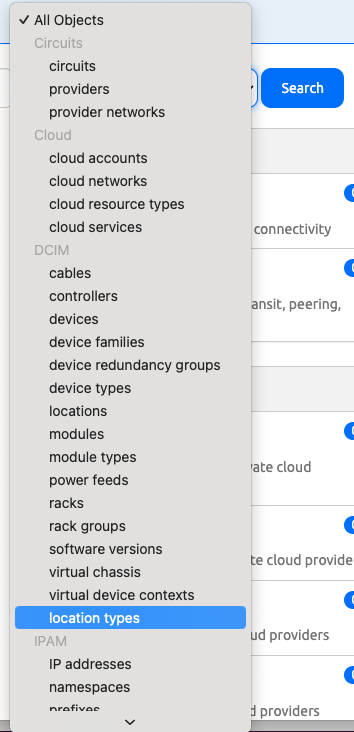 ✓ All Objects
Circuits
circuits
providers
provider networks
Search
Cloud
cloud accounts
cloud networks
cloud resource types
cloud services
connectivity
DCIM
cables
controllers
ansit, peering,
devices
device families
device redundancy groups
device types
locations
modules
module types
vate cloud
power feeds
racks
rack groups
software versions
te cloud provide
virtual chassis
virtual device contexts
location types
ud providers
IPAM
IP addresses
namespaces
prefixes
d providers